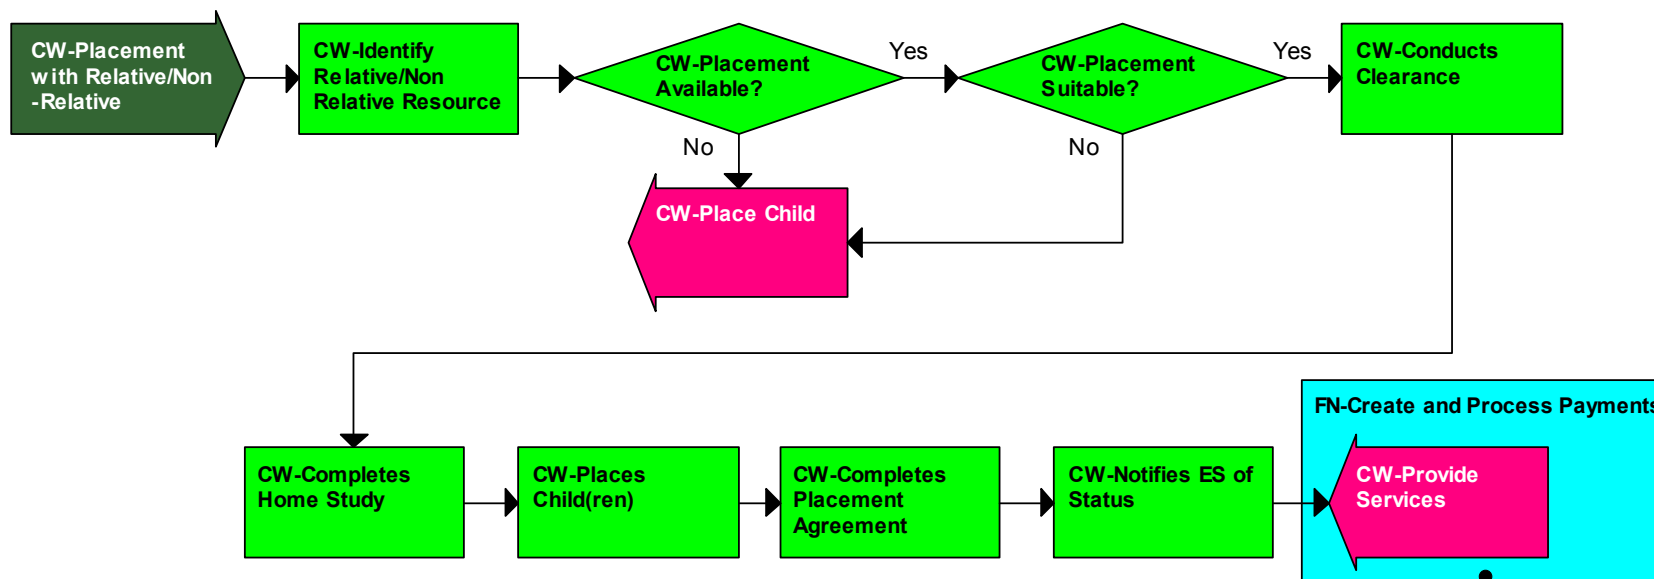 CW-Placement
with Relative/Non
-Relative
CW-Identify
Relative/Non
Relative Resource
CW-Placement
Available?
Yes
CW-Placement
Suitable?
Yes
CW-Conducts
Clearance
No
No
CW-Place Child
FN-Create and Process Payments
CW-Completes
Home Study
CW-Places
Child(ren)
CW-Completes
Placement
Agreement
CW-Notifies ES of
Status
CW-Provide
Services